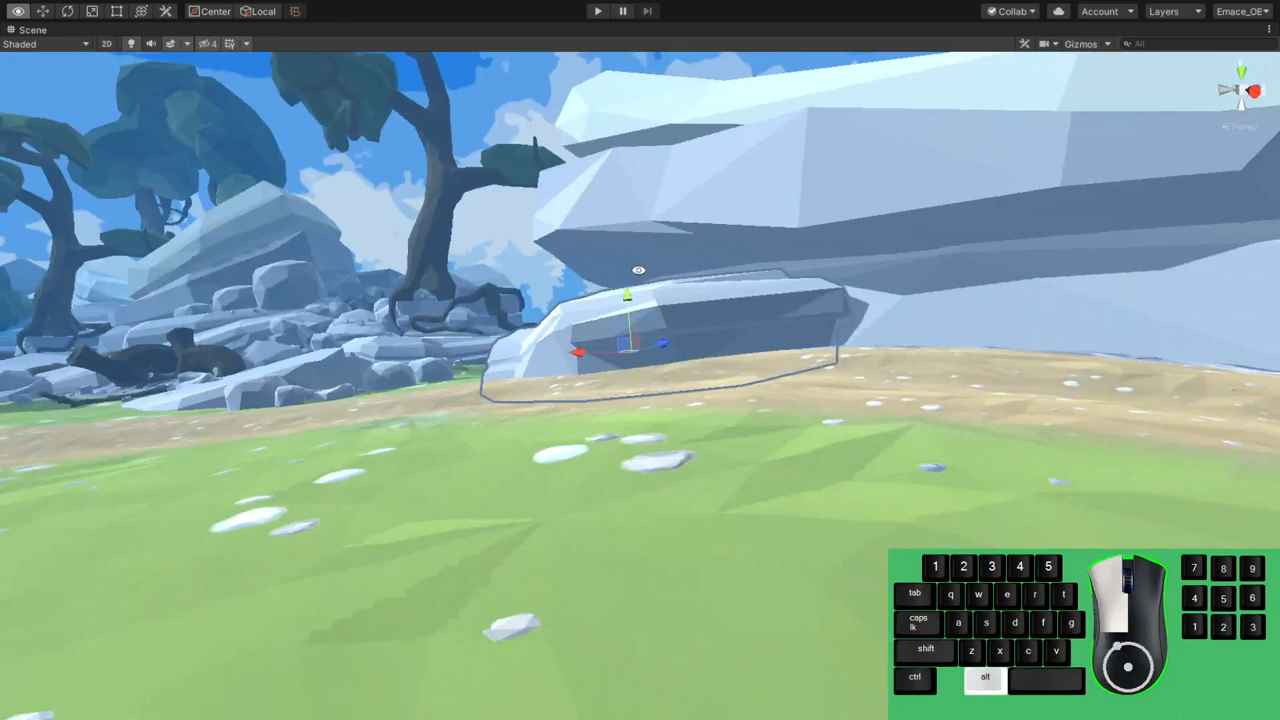 Center Local Collab Account Layers Emace_OE
Scene
Shaded 2D 4 Gizmos All
Persp
1 2 3 4 5 7 8 9
tab q w e r t 4 5 6
caps lk a s d f g 1 2 3
shift z x c v
ctrl alt